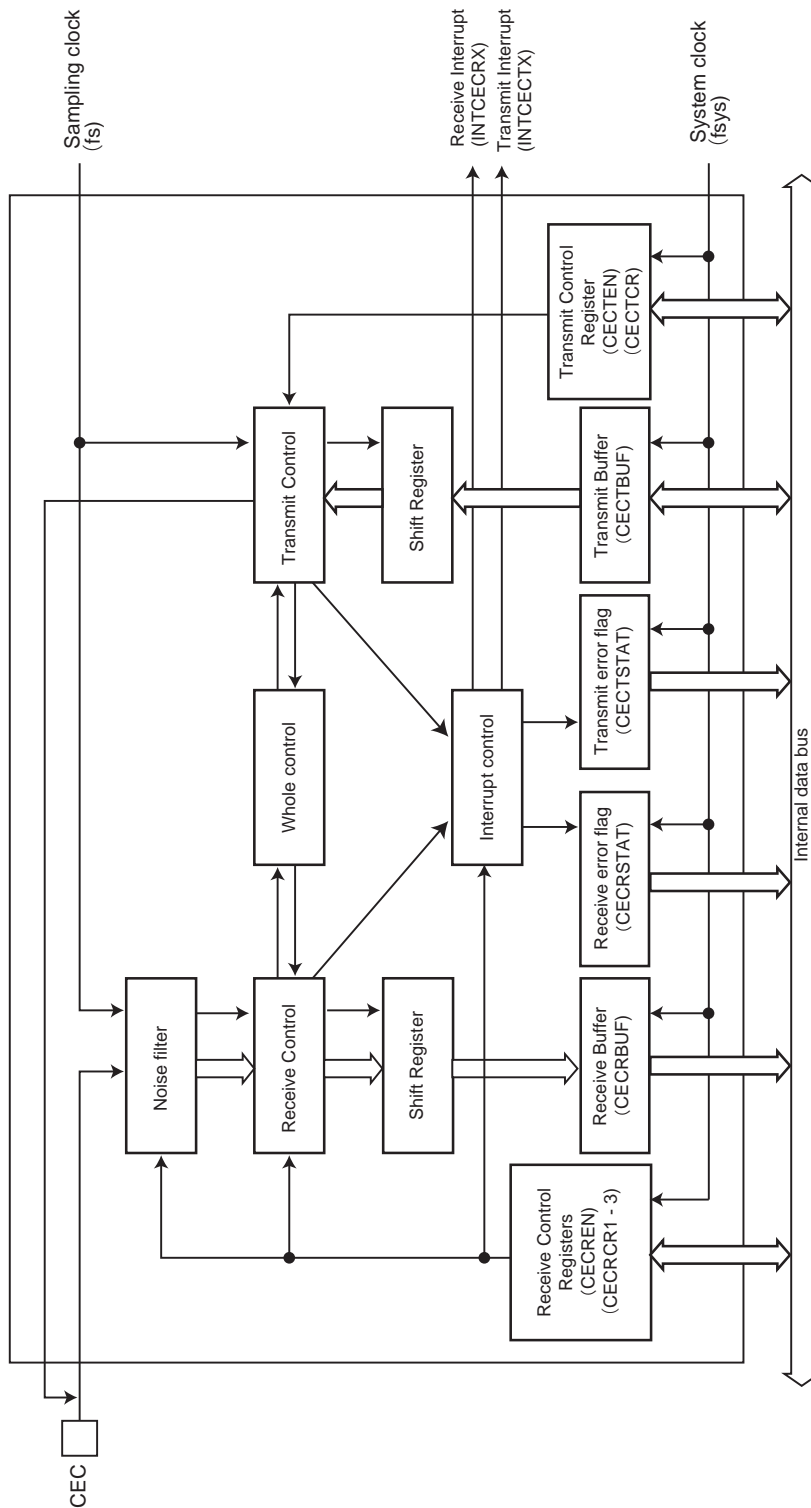 CEC
Sampling clock
(fs)
Noise filter
Receive Control
Whole control
Transmit Control
Shift Register
Shift Register
Receive Interrupt
(INTCECRX)
Transmit Interrupt
(INTCECTX)
Interrupt control
Receive Control
Registers
(CECREN)
(CECRCR1 - 3)
Receive Buffer
(CECRBUF)
Receive error flag
(CECRSTAT)
Transmit error flag
(CECTSTAT)
Transmit Buffer
(CECTBUF)
Transmit Control
Register
(CECTEN)
(CECTCR)
System clock
(fsys)
Internal data bus